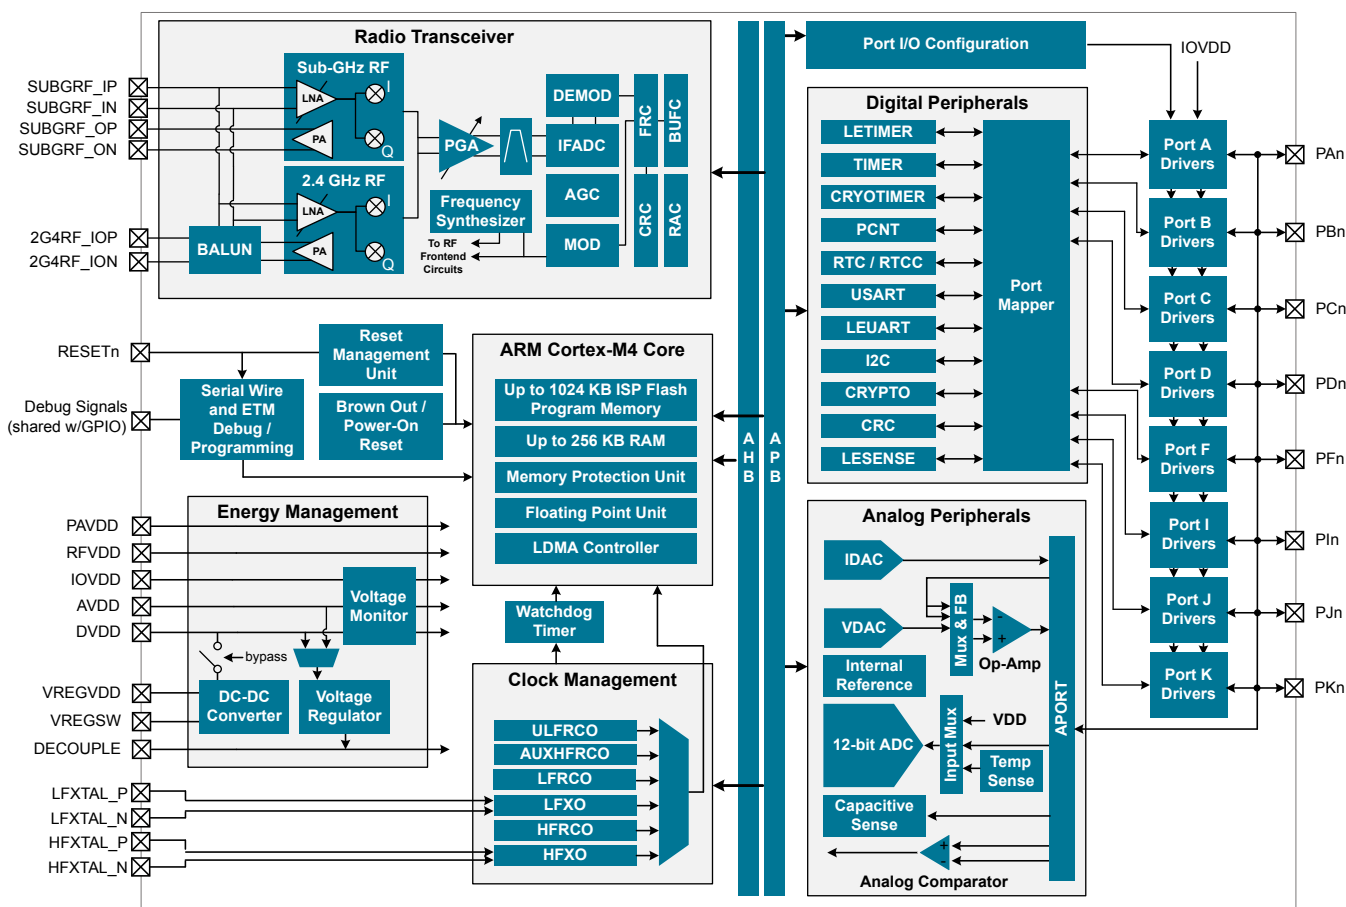 Radio Transceiver
SUBGRF_IP
SUBGRF_IN
SUBGRF_OP
SUBGRF_ON
2G4RF_IOP
2G4RF_ION
Sub-GHz RF
LNA
I
PA
Q
2.4 GHz RF
LNA
I
PA
Q
BALUN
PGA
Frequency
Synthesizer
To RF
Frontend
Circuits
DEMOD
IFADC
AGC
MOD
FRC
BUFC
CRC
RAC
RESETn
Debug Signals
(shared w/GPIO)
Reset
Management
Unit
Serial Wire
and ETM
Debug /
Programming
Brown Out /
Power-On
Reset
ARM Cortex-M4 Core
Up to 1024 KB ISP Flash
Program Memory
Up to 256 KB RAM
Memory Protection Unit
Floating Point Unit
LDMA Controller
Watchdog
Timer
Energy Management
PAVDD
RFVDD
IOVDD
AVDD
DVDD
VREGVDD
VREGSW
DECOUPLE
Voltage
Monitor
bypass
DC-DC
Converter
Voltage
Regulator
LFXTAL_P
LFXTAL_N
HFXTAL_P
HFXTAL_N
Clock Management
ULFRCO
AUXHFRCO
LFRCO
LFXO
HFRCO
HFXO
A
H
B
A
P
B
Port I/O Configuration
IOVDD
Digital Peripherals
LETIMER
TIMER
CRYOTIMER
PCNT
RTC / RTCC
USART
LEUART
I2C
CRYPTO
CRC
LESENSE
Port
Mapper
Analog Peripherals
IDAC
VDAC
Mux & FB
-
+
Op-Amp
Internal
Reference
12-bit ADC
Input Mux
VDD
Temp
Sense
Capacitive
Sense
+
-
Analog Comparator
APORT
Port A
Drivers
Port B
Drivers
Port C
Drivers
Port D
Drivers
Port F
Drivers
Port I
Drivers
Port J
Drivers
Port K
Drivers
PAn
PBn
PCn
PDn
PFn
PIn
PJn
PKn